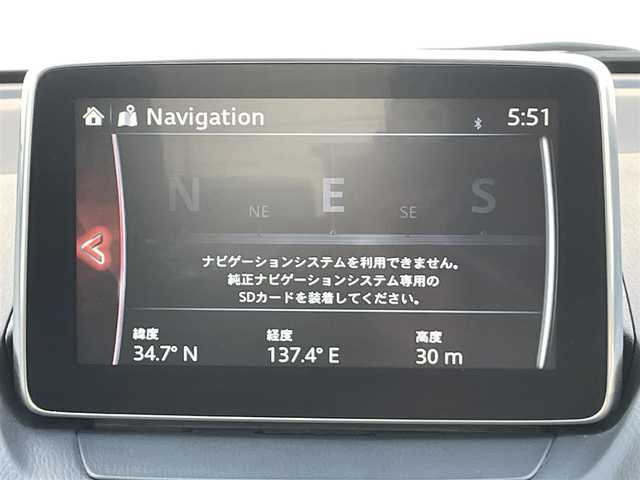 Navigation 5:51
N NE E SE S
ナビゲーションシステムを利用できません。
純正ナビゲーションシステム専用の
SDカードを装着してください。
緯度 経度 高度
34.7° N 137.4° E 30 m